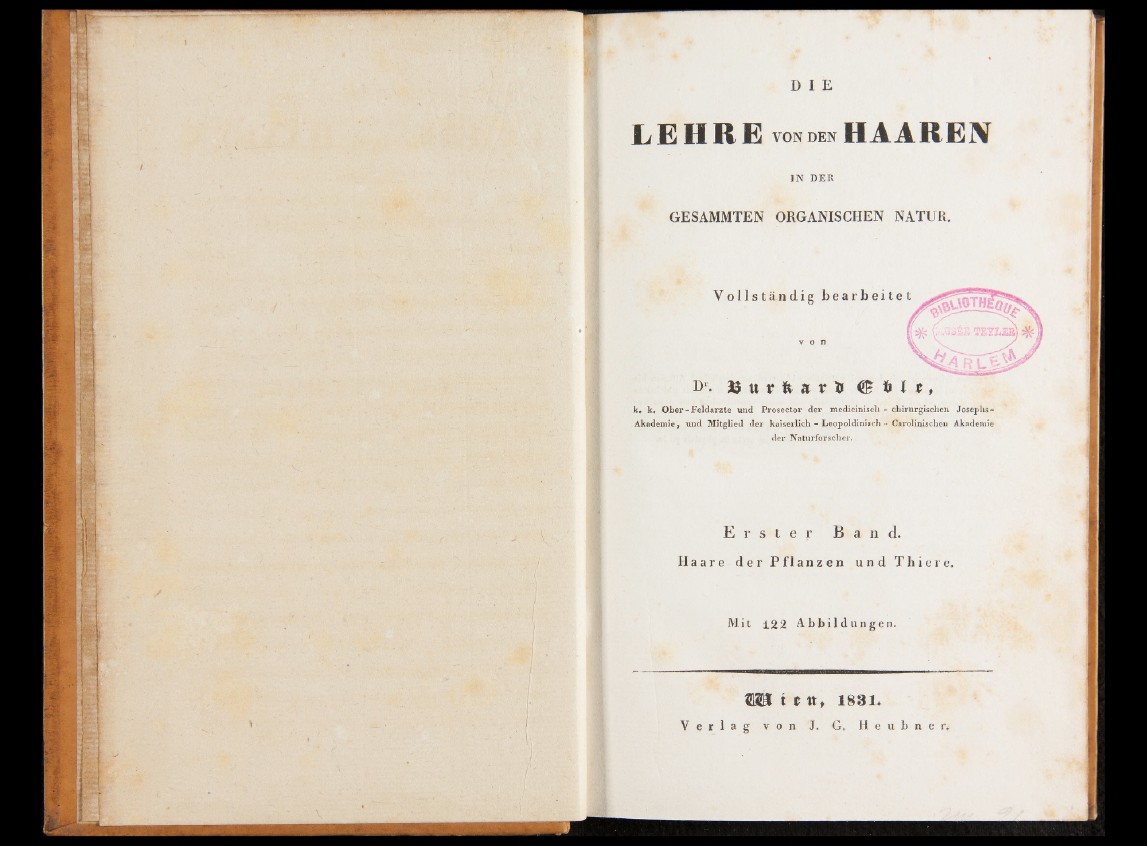 DIE
LEHRE VON DEN HAAREN
IN DER
GESAMMTEN ORGANISCHEN NATUR.
Vollständig bearbeitet
BIBLIOTHÈQUE
TEYLER
HARLEM
von
Dr. Burkard Eble,
k. k. Ober-Feldarzte und Prosector der medicinisch-chirurgischen Josephs-
Akademie, und Mitglied der kaiserlich-Leopoldinisch-Carolinischen Akademie
der Naturforscher.
Erster Band.
Haare der Pflanzen und Thiere.
Mit 122 Abbildungen.
Wien, 1831.
Verlag von J. G. Heubner.